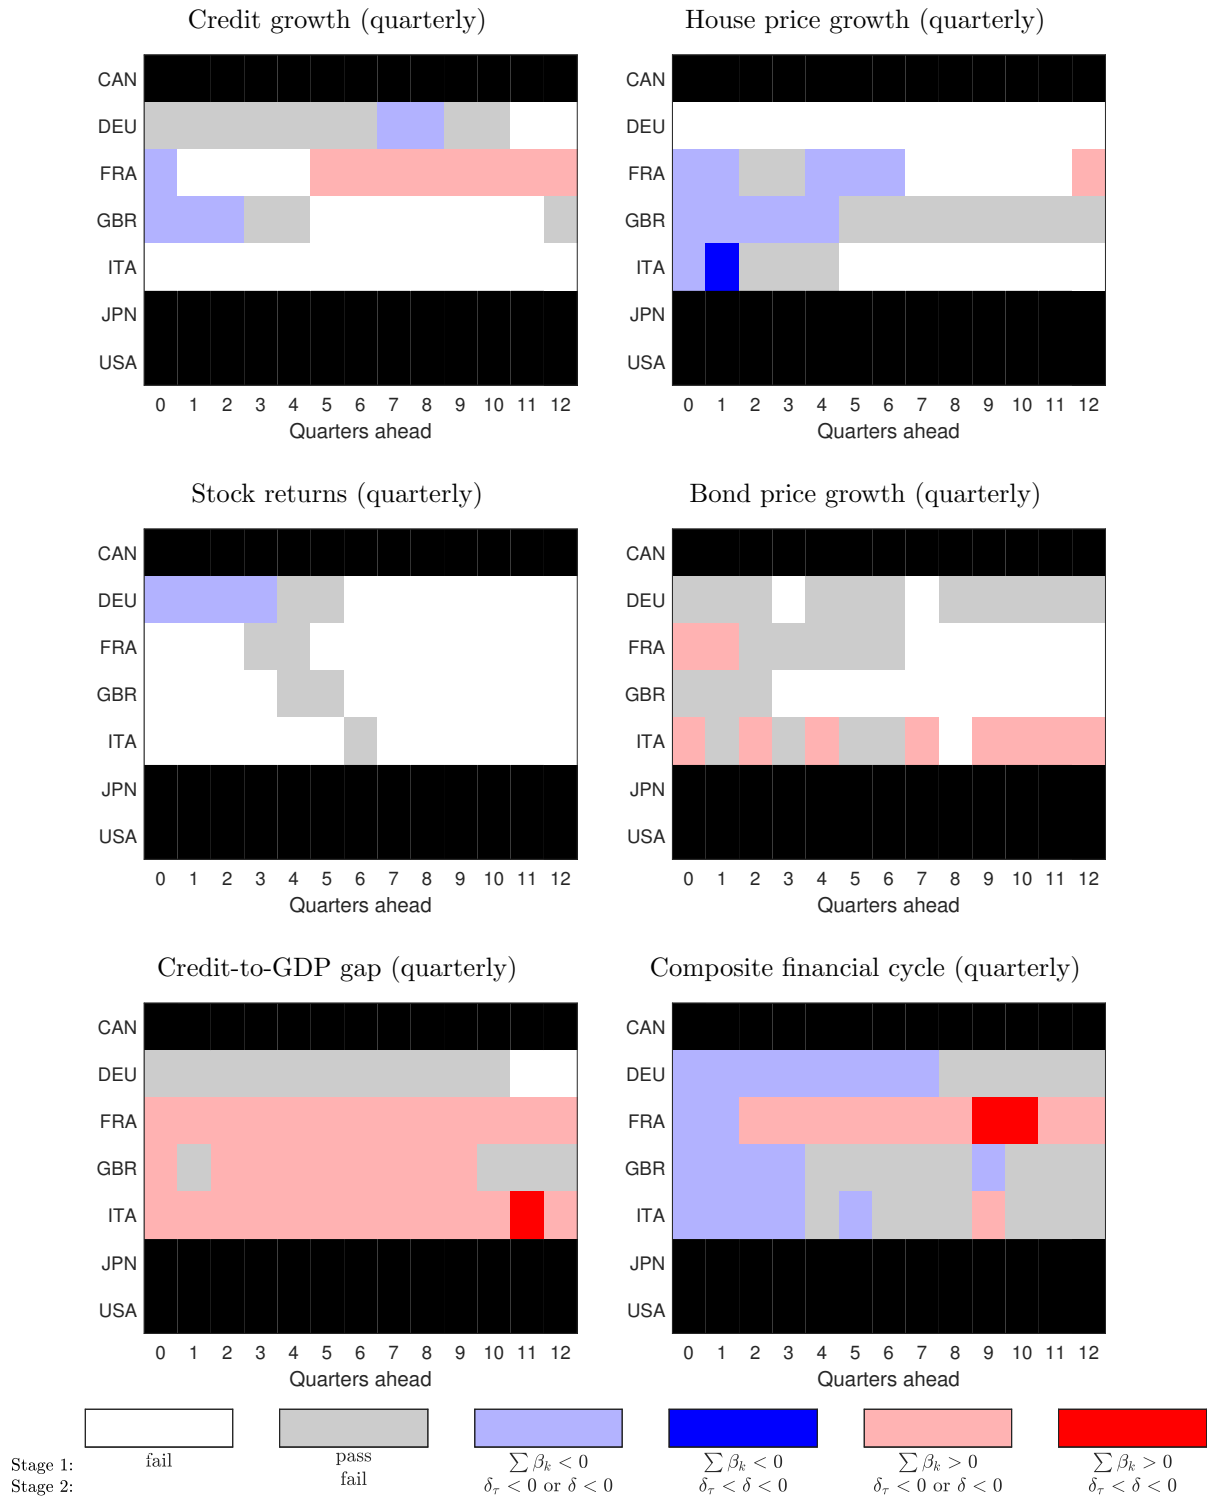 Credit growth (quarterly)
CAN
DEU
FRA
GBR
ITA
JPN
USA
0 1 2 3 4 5 6 7 8 9 10 11 12
Quarters ahead
House price growth (quarterly)
CAN
DEU
FRA
GBR
ITA
JPN
USA
0 1 2 3 4 5 6 7 8 9 10 11 12
Quarters ahead
Stock returns (quarterly)
CAN
DEU
FRA
GBR
ITA
JPN
USA
0 1 2 3 4 5 6 7 8 9 10 11 12
Quarters ahead
Bond price growth (quarterly)
CAN
DEU
FRA
GBR
ITA
JPN
USA
0 1 2 3 4 5 6 7 8 9 10 11 12
Quarters ahead
Credit-to-GDP gap (quarterly)
CAN
DEU
FRA
GBR
ITA
JPN
USA
0 1 2 3 4 5 6 7 8 9 10 11 12
Quarters ahead
Composite financial cycle (quarterly)
CAN
DEU
FRA
GBR
ITA
JPN
USA
0 1 2 3 4 5 6 7 8 9 10 11 12
Quarters ahead
Stage 1: fail pass ∑ βₖ < 0 ∑ βₖ < 0 ∑ βₖ > 0 ∑ βₖ > 0
Stage 2: fail δ_τ < 0 or δ < 0 δ_τ < δ < 0 δ_τ < 0 or δ < 0 δ_τ < δ < 0